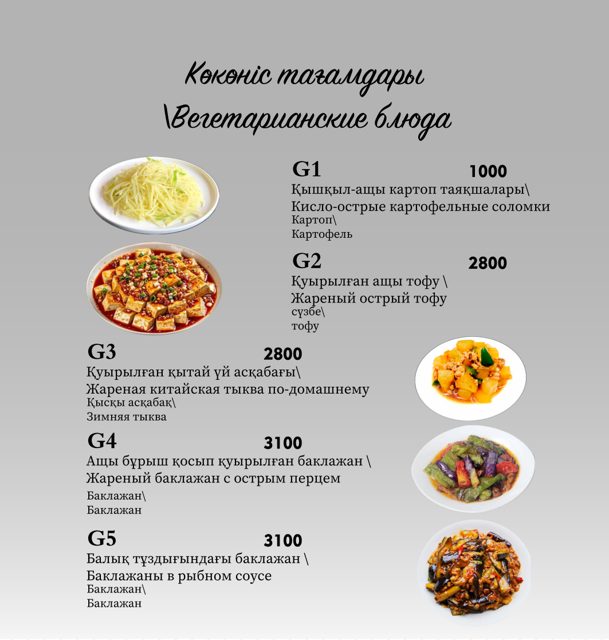 Көкөніс тағамдары
\Вегетарианские блюда
G1 1000
Қышқыл-ащы картоп таяқшалары\
Кисло-острые картофельные соломки
Картоп\
Картофель
G2 2800
Қуырылған ащы тофу \
Жареный острый тофу
сүзбе\
тофу
G3 2800
Қуырылған қытай үй асқабағы\
Жареная китайская тыква по-домашнему
Қысқы асқабақ\
Зимняя тыква
G4 3100
Ащы бұрыш қосып қуырылған баклажан \
Жареный баклажан с острым перцем
Баклажан\
Баклажан
G5 3100
Балық тұздығындағы баклажан \
Баклажаны в рыбном соусе
Баклажан\
Баклажан